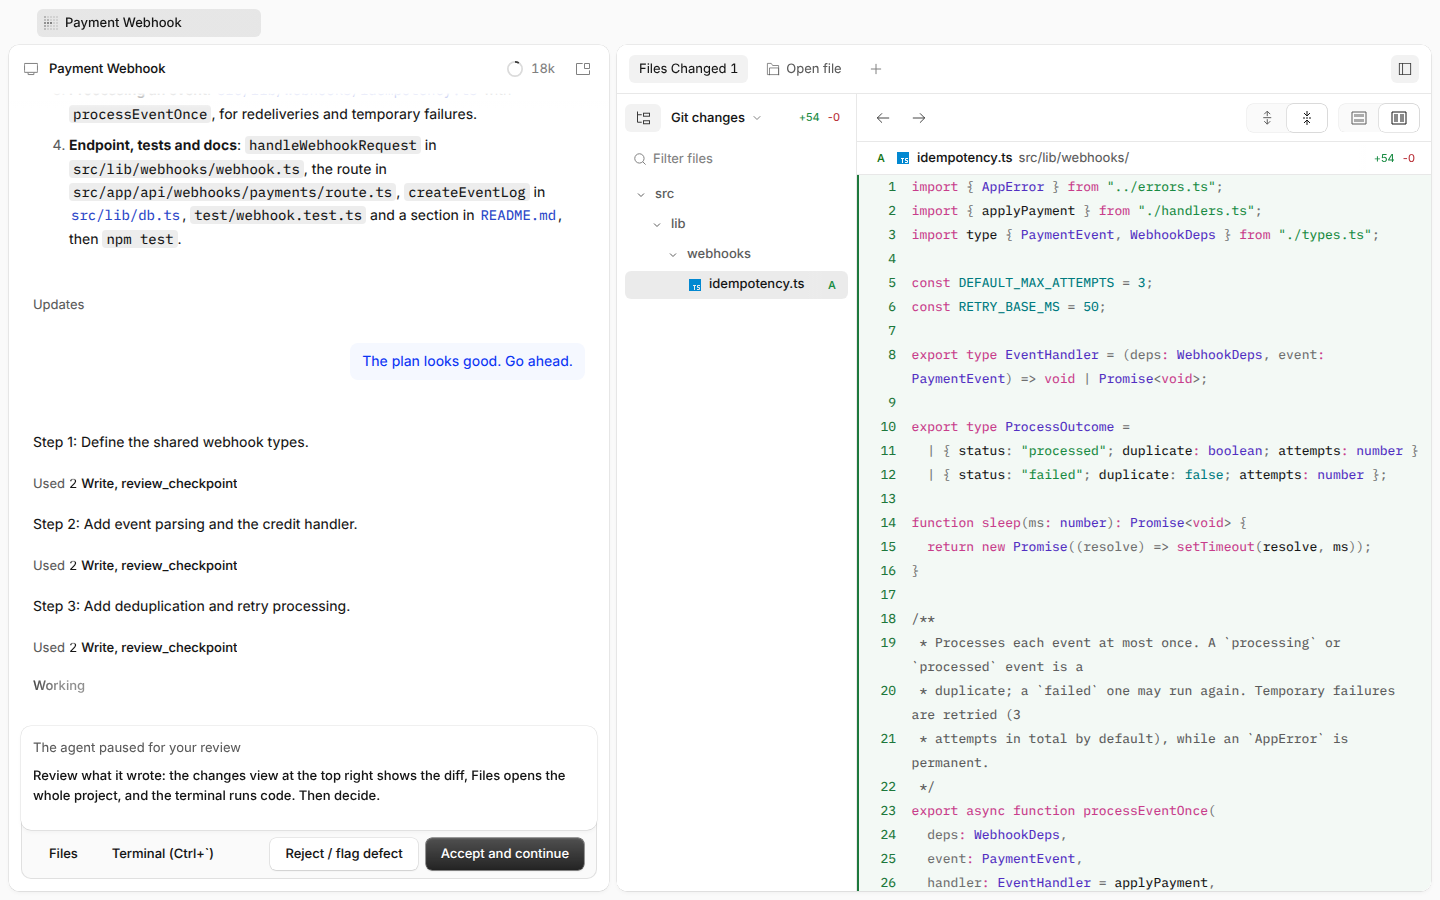 Payment Webhook
Payment Webhook
18k
processEventOnce, for redeliveries and temporary failures.
4. Endpoint, tests and docs: handleWebhookRequest in
src/lib/webhooks/webhook.ts, the route in
src/app/api/webhooks/payments/route.ts, createEventLog in
src/lib/db.ts, test/webhook.test.ts and a section in README.md,
then npm test.
Updates
The plan looks good. Go ahead.
Step 1: Define the shared webhook types.
Used 2 Write, review_checkpoint
Step 2: Add event parsing and the credit handler.
Used 2 Write, review_checkpoint
Step 3: Add deduplication and retry processing.
Used 2 Write, review_checkpoint
Working
The agent paused for your review
Review what it wrote: the changes view at the top right shows the diff, Files opens the
whole project, and the terminal runs code. Then decide.
Files
Terminal (Ctrl+`)
Reject / flag defect
Accept and continue
Files Changed 1
Open file
Git changes
+54 -0
Filter files
src
lib
webhooks
TS idempotency.ts A
A TS idempotency.ts src/lib/webhooks/
+54 -0
1 import { AppError } from "../errors.ts";
2 import { applyPayment } from "./handlers.ts";
3 import type { PaymentEvent, WebhookDeps } from "./types.ts";
4
5 const DEFAULT_MAX_ATTEMPTS = 3;
6 const RETRY_BASE_MS = 50;
7
8 export type EventHandler = (deps: WebhookDeps, event:
PaymentEvent) => void | Promise<void>;
9
10 export type ProcessOutcome =
11 | { status: "processed"; duplicate: boolean; attempts: number }
12 | { status: "failed"; duplicate: false; attempts: number };
13
14 function sleep(ms: number): Promise<void> {
15 return new Promise((resolve) => setTimeout(resolve, ms));
16 }
17
18 /**
19 * Processes each event at most once. A `processing` or
`processed` event is a
20 * duplicate; a `failed` one may run again. Temporary failures
are retried (3
21 * attempts in total by default), while an `AppError` is
permanent.
22 */
23 export async function processEventOnce(
24 deps: WebhookDeps,
25 event: PaymentEvent,
26 handler: EventHandler = applyPayment,